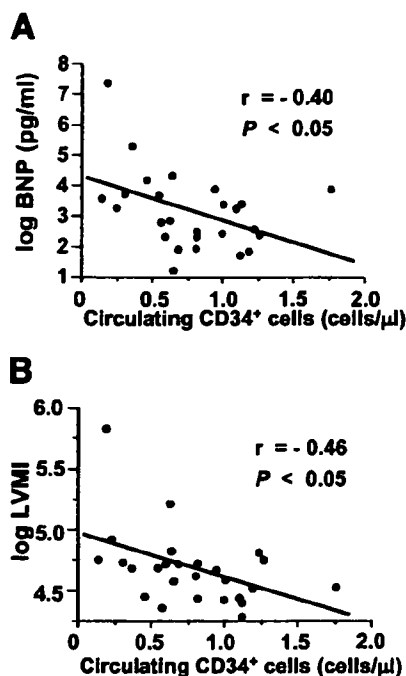 A
8
7
6
5
4
3
2
1
log BNP (pg/ml)
r = - 0.40
P < 0.05
0 0.5 1.0 1.5 2.0
Circulating CD34⁺ cells (cells/μl)
B
6.0
5.5
5.0
4.5
log LVMI
r = - 0.46
P < 0.05
0 0.5 1.0 1.5 2.0
Circulating CD34⁺ cells (cells/μl)